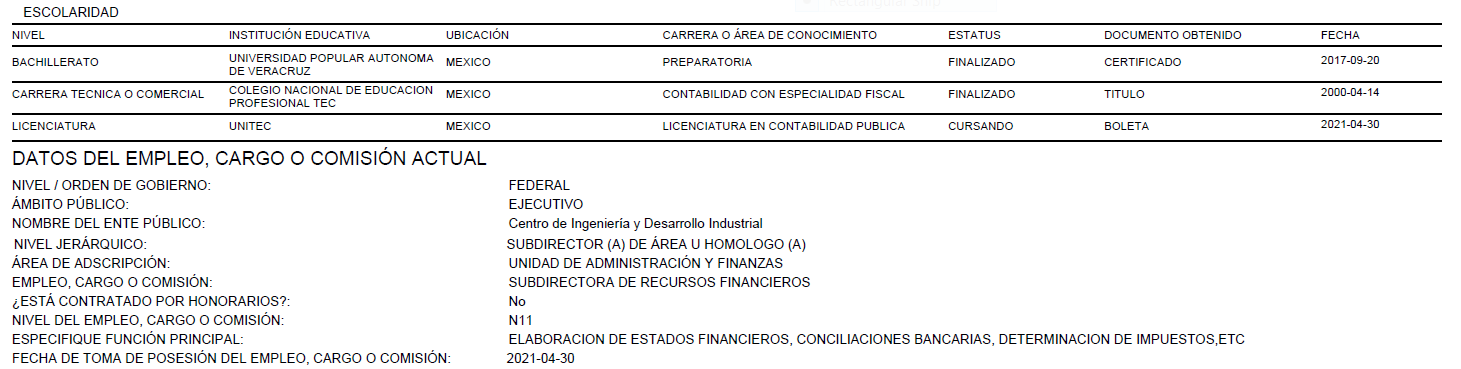 Rectangular Snip
ESCOLARIDAD
NIVEL INSTITUCIÓN EDUCATIVA UBICACIÓN CARRERA O ÁREA DE CONOCIMIENTO ESTATUS DOCUMENTO OBTENIDO FECHA
BACHILLERATO UNIVERSIDAD POPULAR AUTONOMA DE VERACRUZ MEXICO PREPARATORIA FINALIZADO CERTIFICADO 2017-09-20
CARRERA TECNICA O COMERCIAL COLEGIO NACIONAL DE EDUCACION PROFESIONAL TEC MEXICO CONTABILIDAD CON ESPECIALIDAD FISCAL FINALIZADO TITULO 2000-04-14
LICENCIATURA UNITEC MEXICO LICENCIATURA EN CONTABILIDAD PUBLICA CURSANDO BOLETA 2021-04-30
DATOS DEL EMPLEO, CARGO O COMISIÓN ACTUAL
NIVEL / ORDEN DE GOBIERNO: FEDERAL
ÁMBITO PÚBLICO: EJECUTIVO
NOMBRE DEL ENTE PÚBLICO: Centro de Ingeniería y Desarrollo Industrial
NIVEL JERÁRQUICO: SUBDIRECTOR (A) DE ÁREA U HOMOLOGO (A)
ÁREA DE ADSCRIPCIÓN: UNIDAD DE ADMINISTRACIÓN Y FINANZAS
EMPLEO, CARGO O COMISIÓN: SUBDIRECTORA DE RECURSOS FINANCIEROS
¿ESTÁ CONTRATADO POR HONORARIOS?: No
NIVEL DEL EMPLEO, CARGO O COMISIÓN: N11
ESPECIFIQUE FUNCIÓN PRINCIPAL: ELABORACION DE ESTADOS FINANCIEROS, CONCILIACIONES BANCARIAS, DETERMINACION DE IMPUESTOS,ETC
FECHA DE TOMA DE POSESIÓN DEL EMPLEO, CARGO O COMISIÓN: 2021-04-30